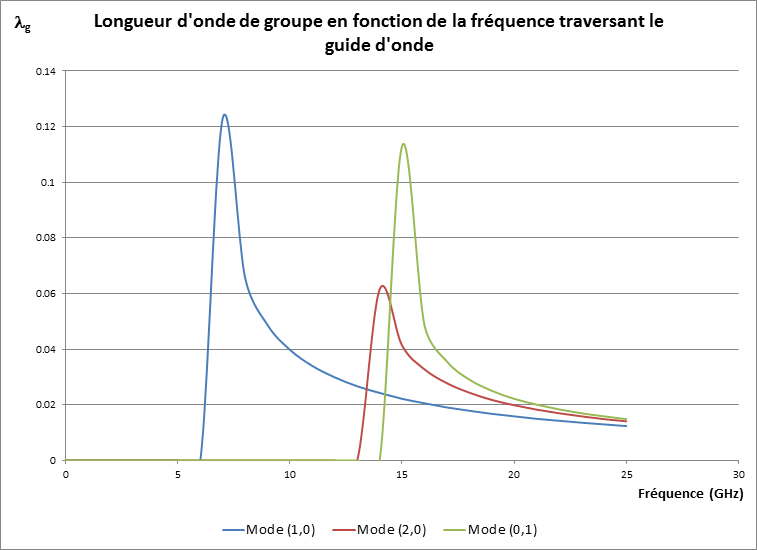 λg
Longueur d'onde de groupe en fonction de la fréquence traversant le
guide d'onde
0.14
0.12
0.1
0.08
0.06
0.04
0.02
0
0 5 10 15 20 25 30
Fréquence (GHz)
Mode (1,0) Mode (2,0) Mode (0,1)